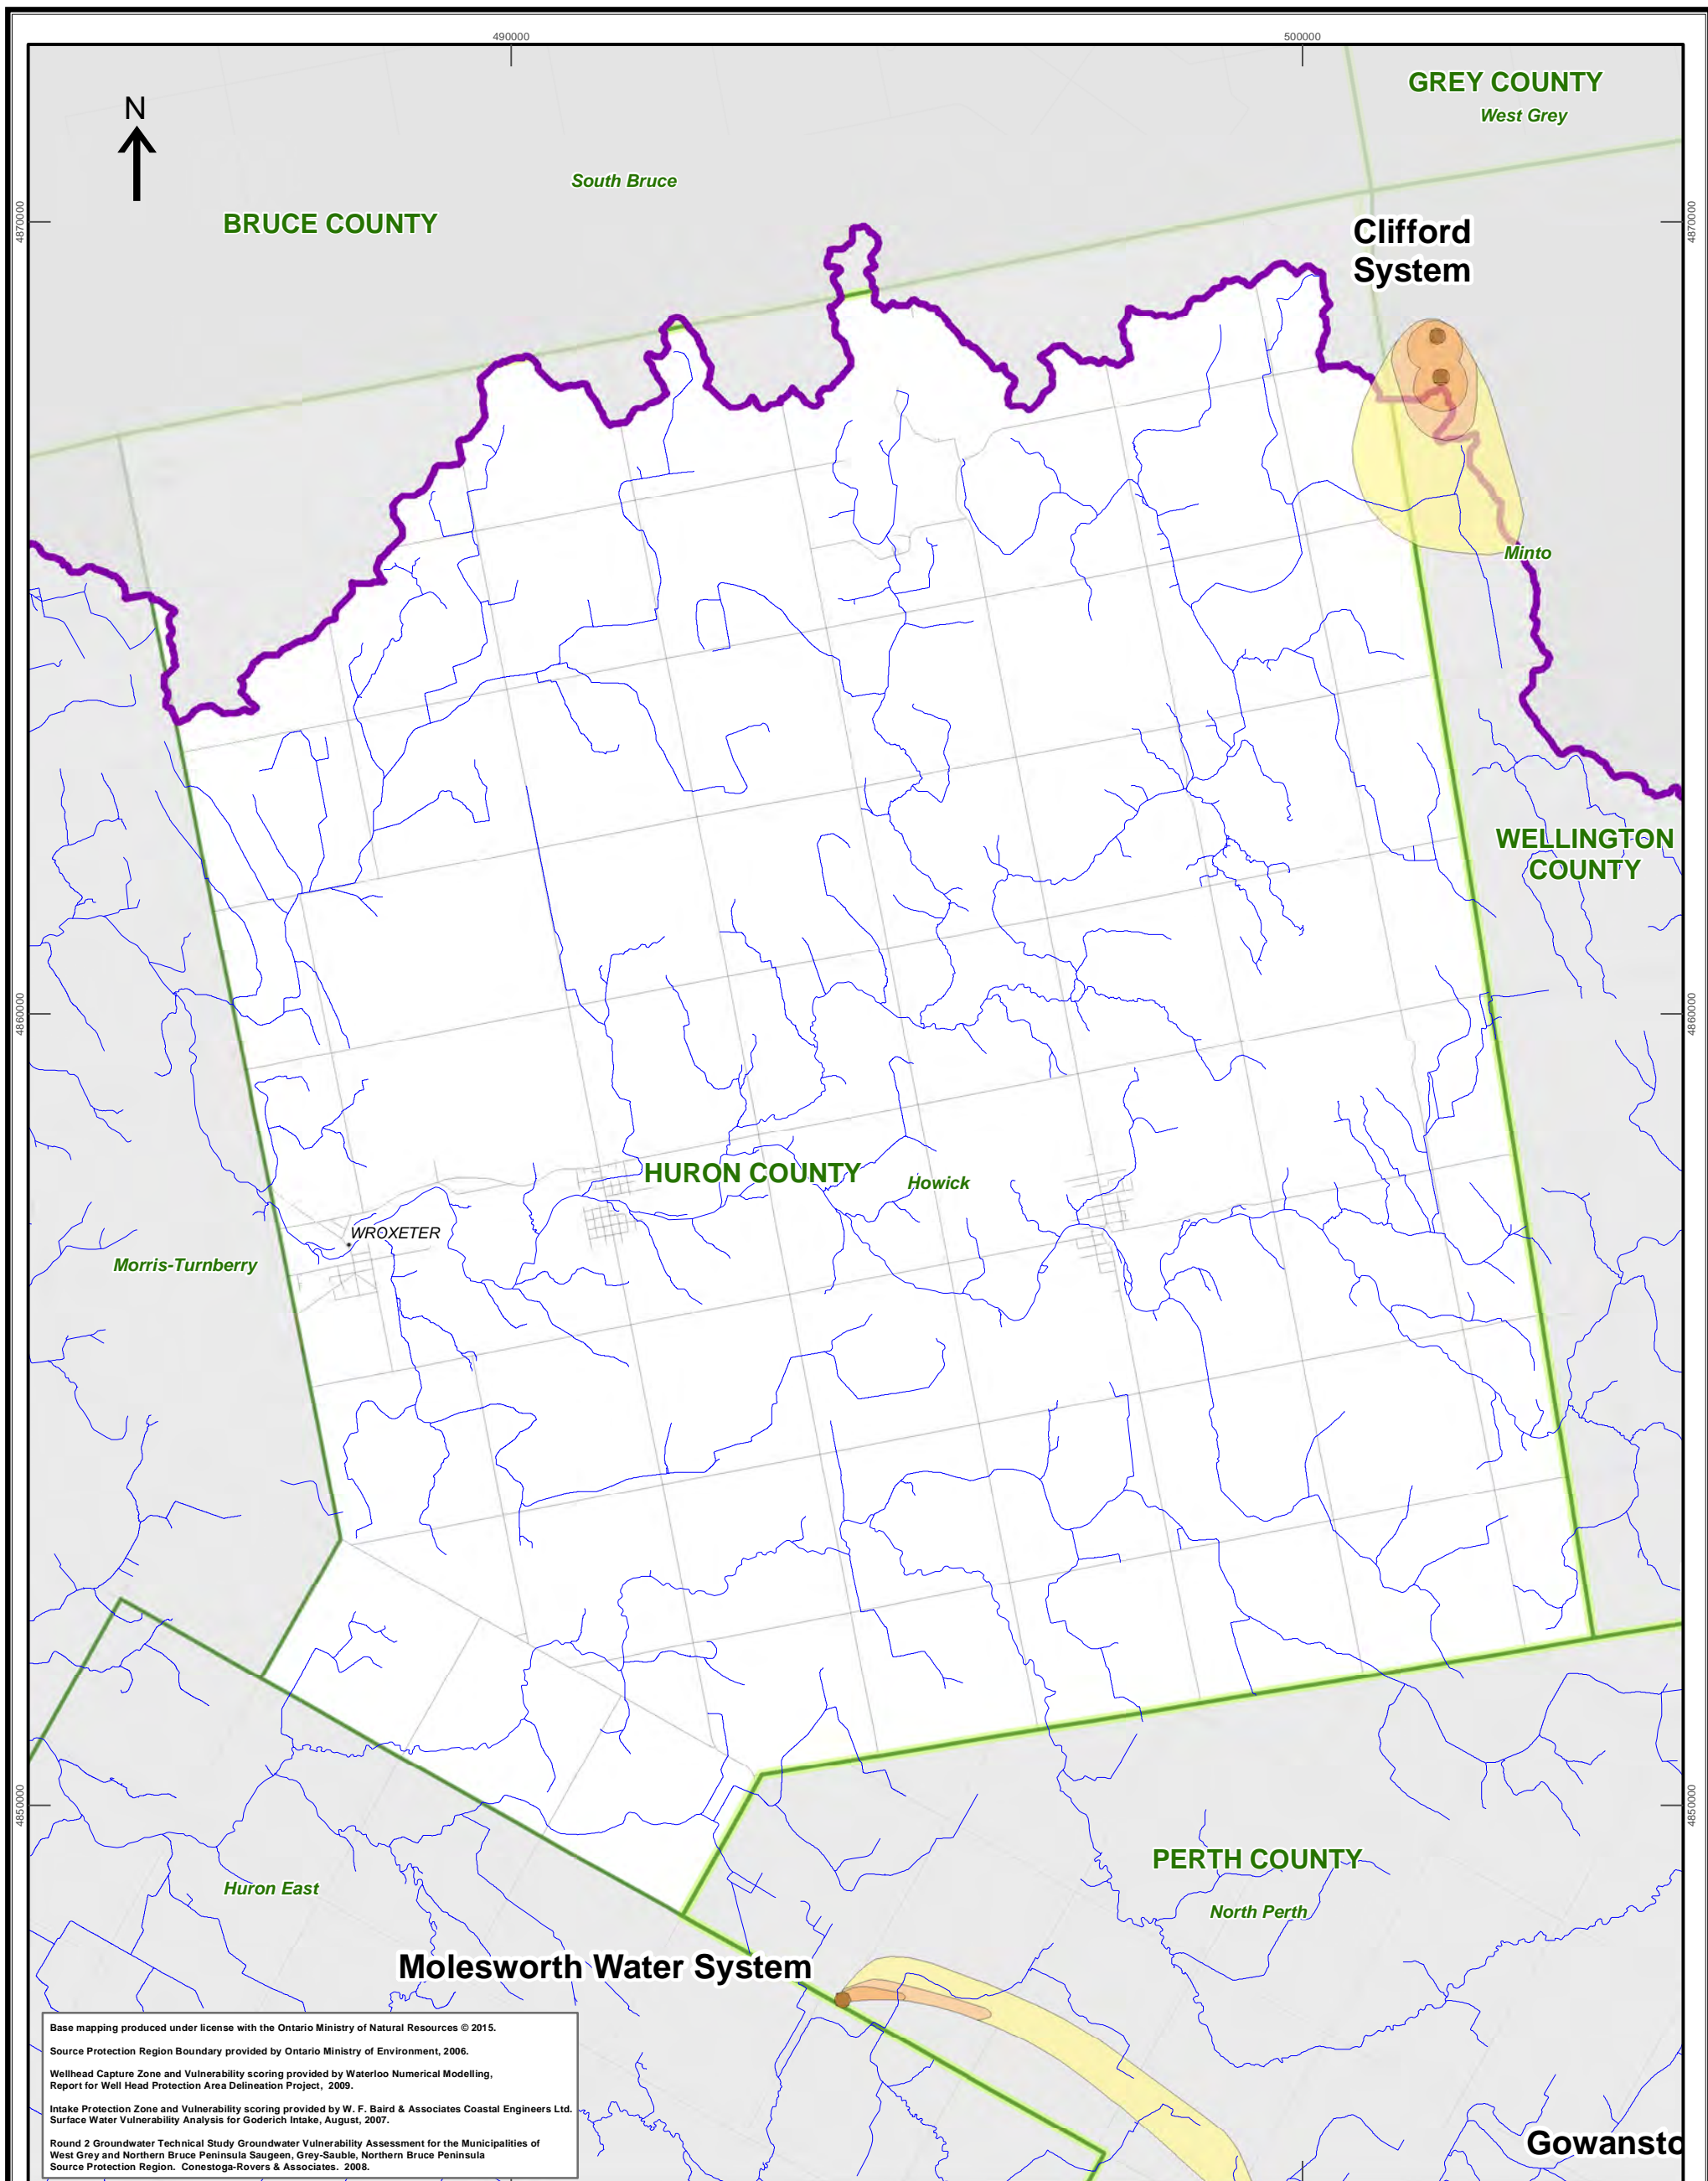 490000
500000
GREY COUNTY
West Grey
N
South Bruce
4870000
BRUCE COUNTY
4870000
Clifford
System
Minto
WELLINGTON
COUNTY
4860000
4860000
HURON COUNTY
Howick
WROXETER
Morris-Turnberry
4850000
4850000
PERTH COUNTY
Huron East
North Perth
Molesworth Water System
Base mapping produced under license with the Ontario Ministry of Natural Resources © 2015.
Source Protection Region Boundary provided by Ontario Ministry of Environment, 2006.
Wellhead Capture Zone and Vulnerability scoring provided by Waterloo Numerical Modelling,
Report for Well Head Protection Area Delineation Project, 2009.
Intake Protection Zone and Vulnerability scoring provided by W. F. Baird & Associates Coastal Engineers Ltd.
Surface Water Vulnerability Analysis for Goderich Intake, August, 2007.
Round 2 Groundwater Technical Study Groundwater Vulnerability Assessment for the Municipalities of
West Grey and Northern Bruce Peninsula Saugeen, Grey-Sauble, Northern Bruce Peninsula
Source Protection Region. Conestoga-Rovers & Associates. 2008.
Gowansto